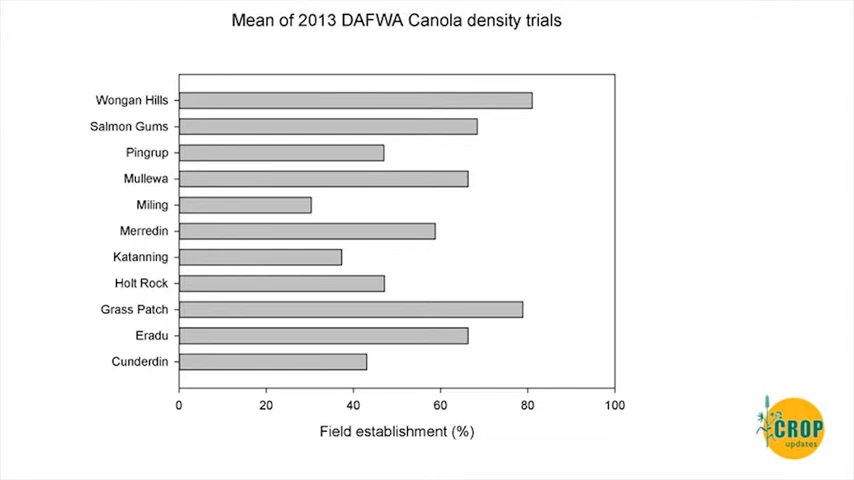 Mean of 2013 DAFWA Canola density trials
Wongan Hills
Salmon Gums
Pingrup
Mullewa
Miling
Merredin
Katanning
Holt Rock
Grass Patch
Eradu
Cunderdin
0 20 40 60 80 100
Field establishment (%)
CROP
updates